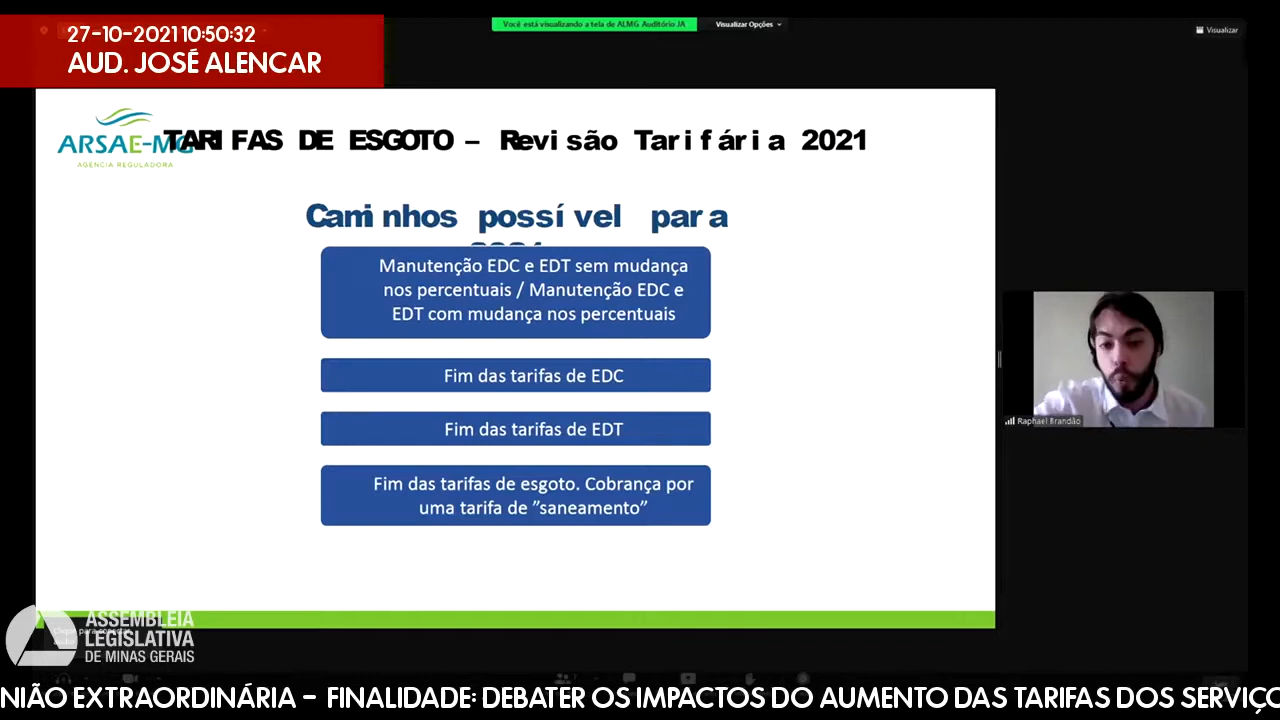 27-10-2021 10:50:32
AUD. JOSÉ ALENCAR
Você está visualizando a tela de ALMG Auditório JA
Visualizar Opções
Visualizar
ARSAE-MG
AGÊNCIA REGULADORA
TARIFAS DE ESGOTO – Revisão Tarifária 2021
Caminhos possível para
Manutenção EDC e EDT sem mudança
nos percentuais / Manutenção EDC e
EDT com mudança nos percentuais
Fim das tarifas de EDC
Fim das tarifas de EDT
Fim das tarifas de esgoto. Cobrança por
uma tarifa de ”saneamento”
Raphael Brandão
ASSEMBLEIA
LEGISLATIVA
DE MINAS GERAIS
NIÃO EXTRAORDINÁRIA - FINALIDADE: DEBATER OS IMPACTOS DO AUMENTO DAS TARIFAS DOS SERVIÇO